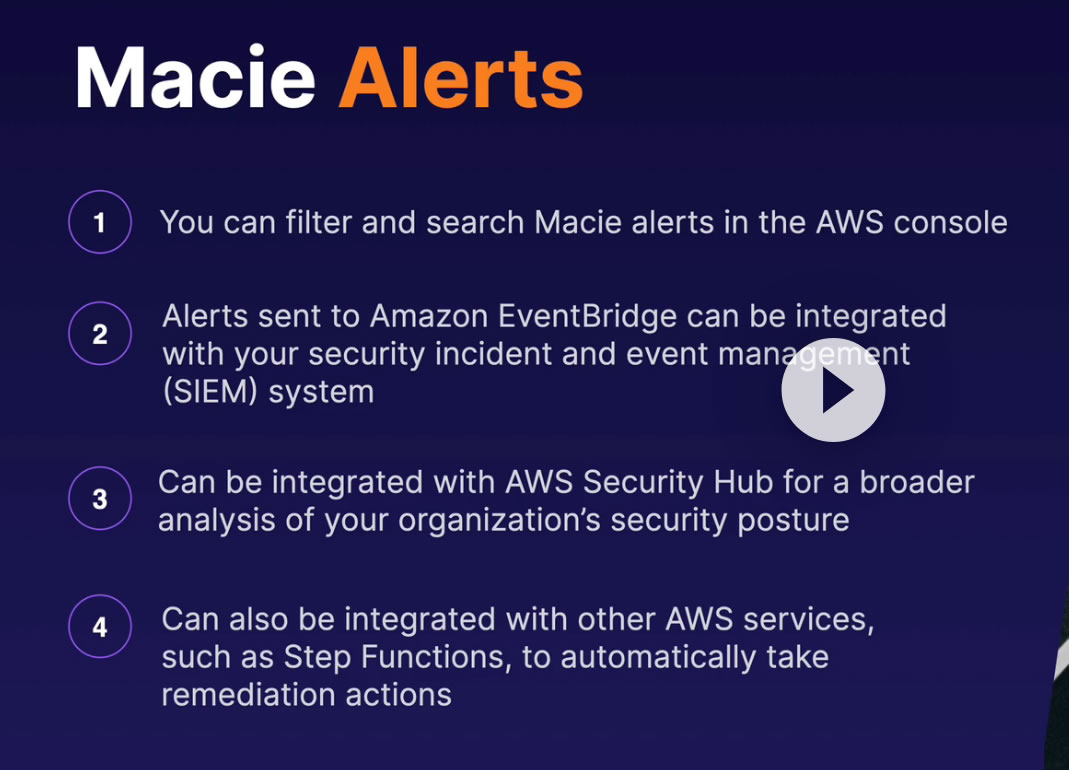 Macie Alerts
1
You can filter and search Macie alerts in the AWS console
2
Alerts sent to Amazon EventBridge can be integrated
with your security incident and event management
(SIEM) system
3
Can be integrated with AWS Security Hub for a broader
analysis of your organization’s security posture
4
Can also be integrated with other AWS services,
such as Step Functions, to automatically take
remediation actions